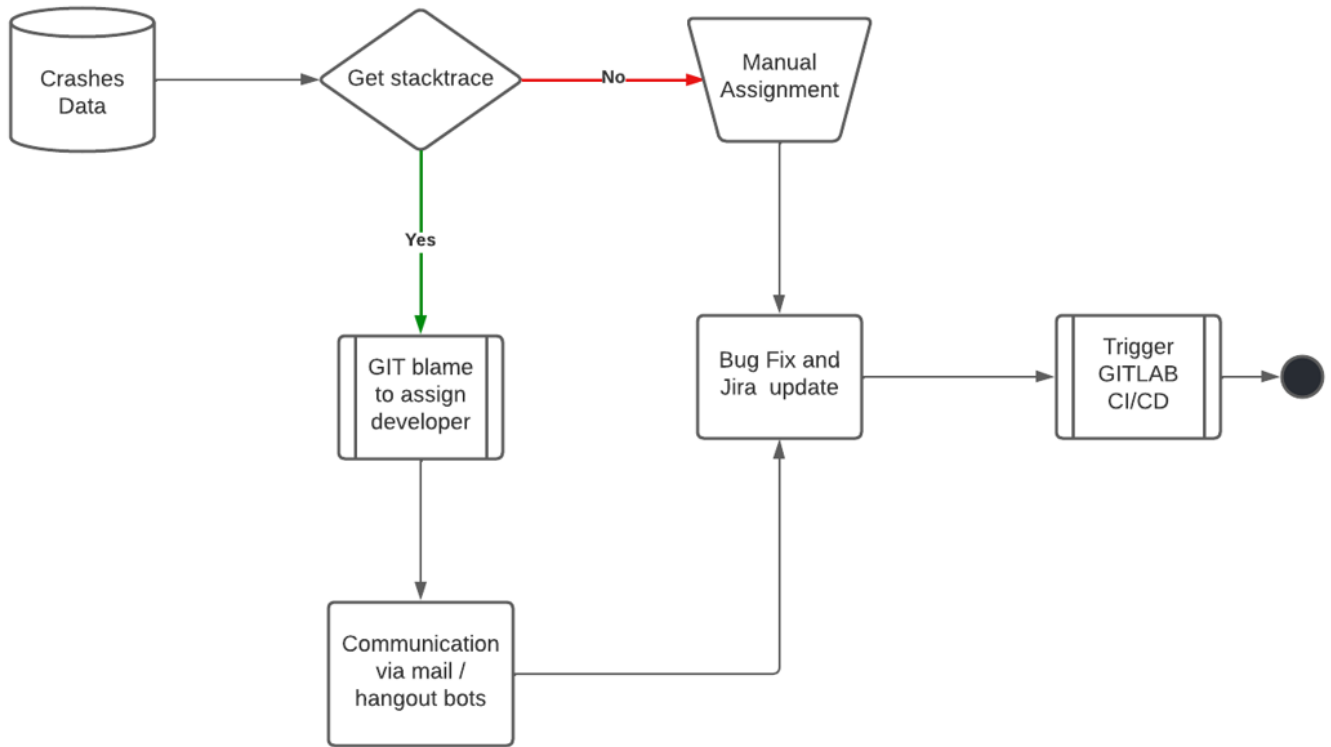 Crashes
Data
Get stacktrace
No
Manual
Assignment
Yes
GIT blame
to assign
developer
Bug Fix and
Jira  update
Trigger
GITLAB
CI/CD
Communication
via mail /
hangout bots